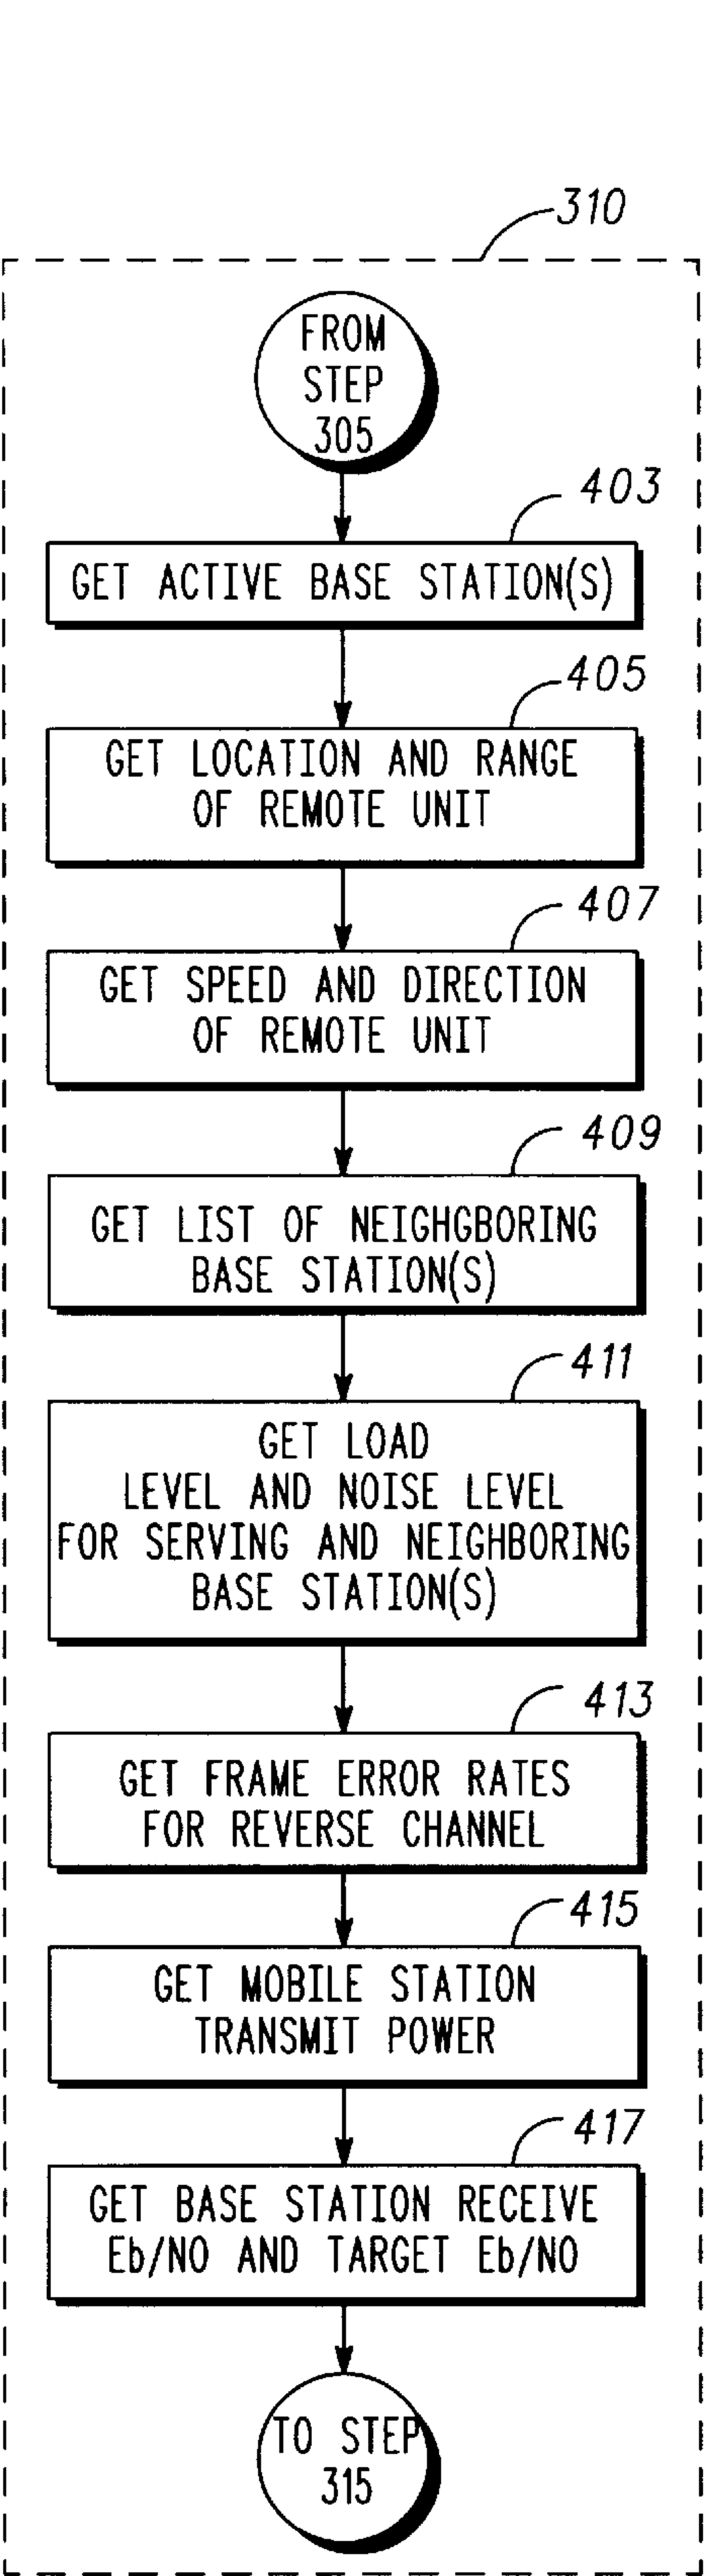 310
FROM
STEP
305
403
GET ACTIVE BASE STATION(S)
405
GET LOCATION AND RANGE
OF REMOTE UNIT
407
GET SPEED AND DIRECTION
OF REMOTE UNIT
409
GET LIST OF NEIGHGBORING
BASE STATION(S)
411
GET LOAD
LEVEL AND NOISE LEVEL
FOR SERVING AND NEIGHBORING
BASE STATION(S)
413
GET FRAME ERROR RATES
FOR REVERSE CHANNEL
415
GET MOBILE STATION
TRANSMIT POWER
417
GET BASE STATION RECEIVE
Eb/NO AND TARGET Eb/NO
TO STEP
315